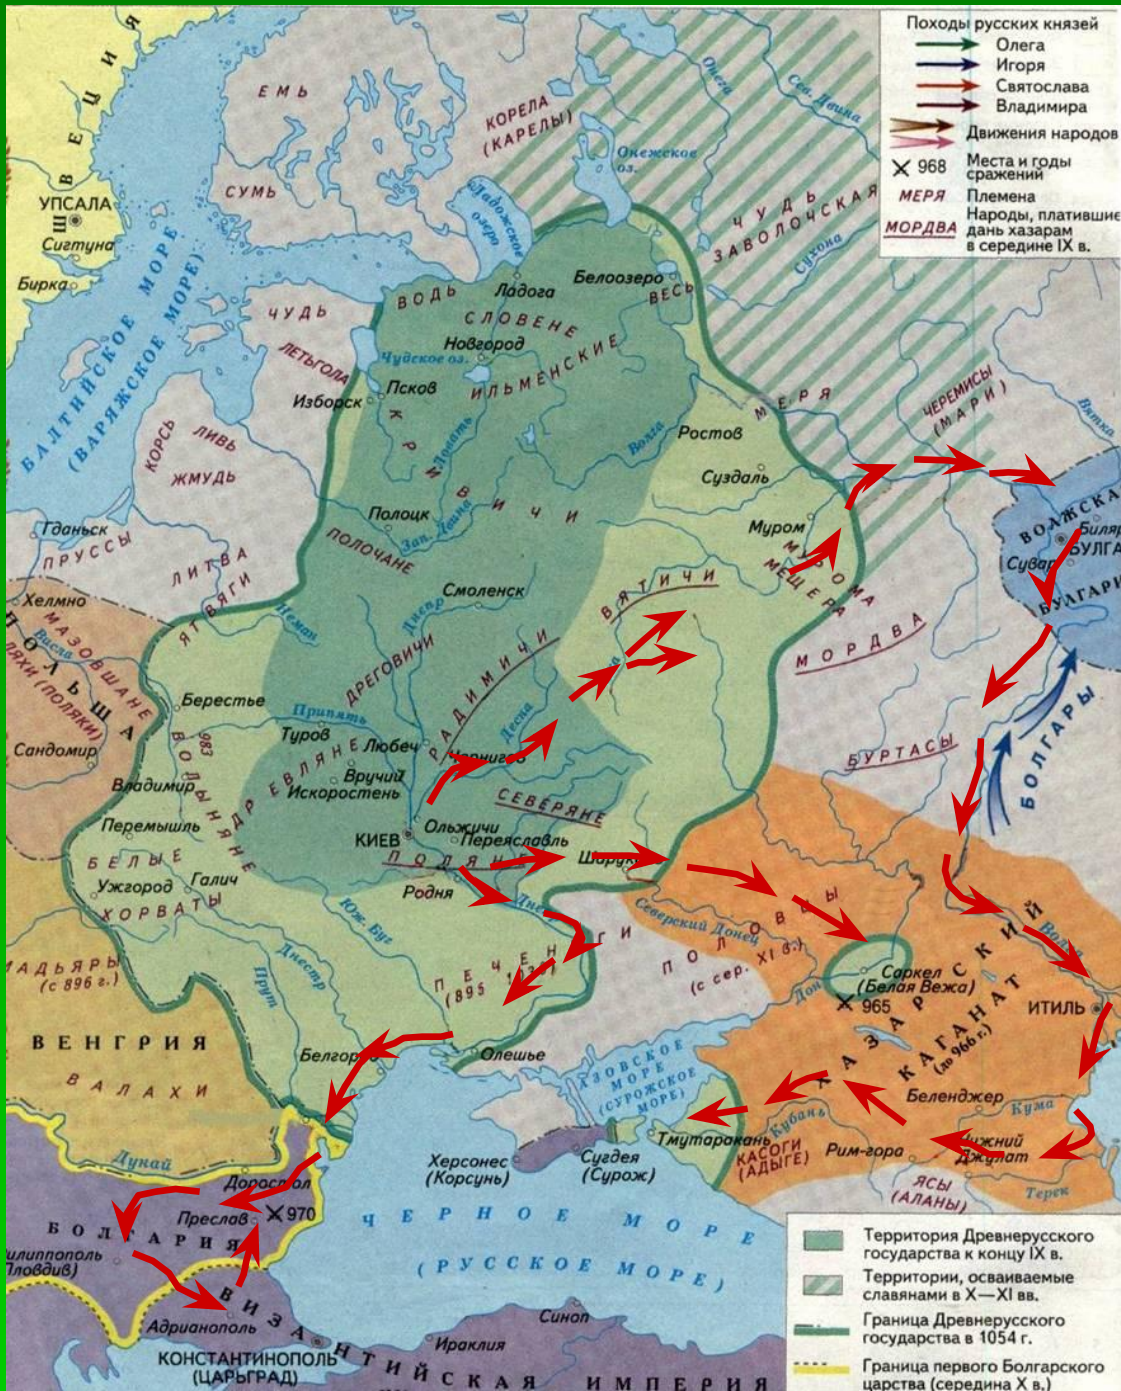 Походы русских князей
Олега
Игоря
Святослава
Владимира
Движения народов
968
Места и годы
сражений
МЕРЯ
Племена
МОРДВА
Народы, платившие
дань хазарам
в середине IX в.
ШВЕЦИЯ
УПСАЛА
Сигтуна
Бирка
БАЛТИЙСКОЕ МОРЕ
(ВАРЯЖСКОЕ МОРЕ)
ЕМЬ
СУМЬ
КОРЕЛА
(КАРЕЛЫ)
Онега
Сев. Двина
Онежское
оз.
Ладожское
озеро
ЧУДЬ
ЗАВОЛОЧСКАЯ
Сухона
Белоозеро
ВЕСЬ
ВОДЬ
Ладога
СЛОВЕНЕ
ИЛЬМЕНСКИЕ
Новгород
Чудское оз.
ЧУДЬ
ЛЕТЬГОЛА
Псков
Изборск
КРИВИЧИ
Ловать
Волга
МЕРЯ
ЧЕРЕМИСЫ
(МАРИ)
Вятка
Ростов
Суздаль
КОРСЬ
ЛИВЬ
ЖМУДЬ
Полоцк
Зап. Двина
ПОЛОЧАНЕ
Муром
МУРОМА
МЕЩЕРА
ВОЛЖСКА
Биляр
БУЛГА
Сувар
БУЛГАРИ
Гданьск
ПРУССЫ
ЛИТВА
ЯТВЯГИ
Неман
Смоленск
Днепр
ВЯТИЧИ
МОРДВА
Хелмно
МАЗОВШАНЕ
Висла
ПОЛЬША
ЛЯХИ (ПОЛЯКИ)
Сандомир
ДРЕГОВИЧИ
РАДИМИЧИ
Берестье
Припять
Туров
Любеч
Чернигов
Десна
БУРТАСЫ
БОЛГАРЫ
983
ВОЛЫНЯНЕ
Владимир
ДРЕВЛЯНЕ
Вручий
Искоростень
СЕВЕРЯНЕ
КИЕВ
Ольжичи
Переяславль
Перемышль
ПОЛЯНЕ
Родня
БЕЛЫЕ
ХОРВАТЫ
Ужгород
Галич
Юж. Буг
Днестр
Прут
Северский Донец
ПОЛОВЦЫ
(с сер. XI в.)
Дон
Саркел
(Белая Вежа)
965
Волга
ИТИЛЬ
ХАЗАРСКИЙ
КАГАНАТ
(до 966 г.)
МАДЬЯРЫ
(с 896 г.)
ВЕНГРИЯ
ВАЛАХИ
Олешье
АЗОВСКОЕ
МОРЕ
(СУРОЖСКОЕ
МОРЕ)
Беленджер
Кума
Кубань
Тмутаракань
КАСОГИ
(АДЫГЕ)
Рим-гора
Джулат
ЯСЫ
(АЛАНЫ)
Терек
Херсонес
(Корсунь)
Сугдея
(Сурож)
Дунай
Преслав
970
БОЛГАРИЯ
Пловдив)
Адрианополь
КОНСТАНТИНОПОЛЬ
(ЦАРЬГРАД)
ВИЗАНТИЙСКАЯ ИМПЕРИЯ
ЧЕРНОЕ МОРЕ
(РУССКОЕ МОРЕ)
Синоп
Ираклия
Территория Древнерусского
государства к концу IX в.
Территории, осваиваемые
славянами в X—XI вв.
Граница Древнерусского
государства в 1054 г.
Граница первого Болгарского
царства (середина X в.)